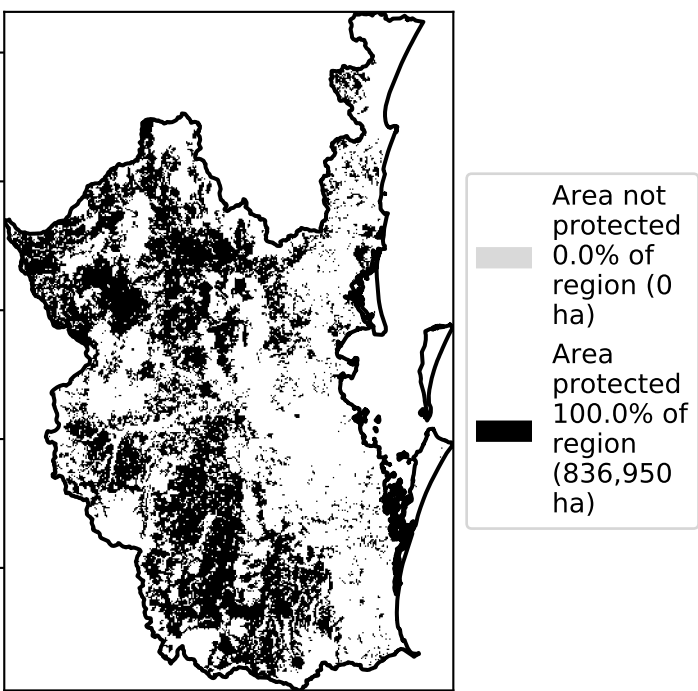 Area not
protected
0.0% of
region (0
ha)
Area
protected
100.0% of
region
(836,950
ha)